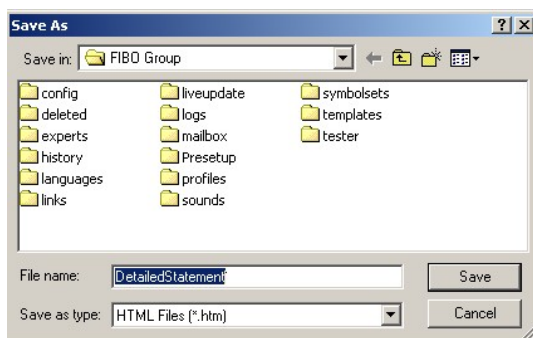 Save As
Save in: FIBO Group
config liveupdate symbolsets
deleted logs templates
experts mailbox tester
history Presetup
languages profiles
links sounds
File name: DetailedStatement Save
Save as type: HTML Files (*.htm) Cancel